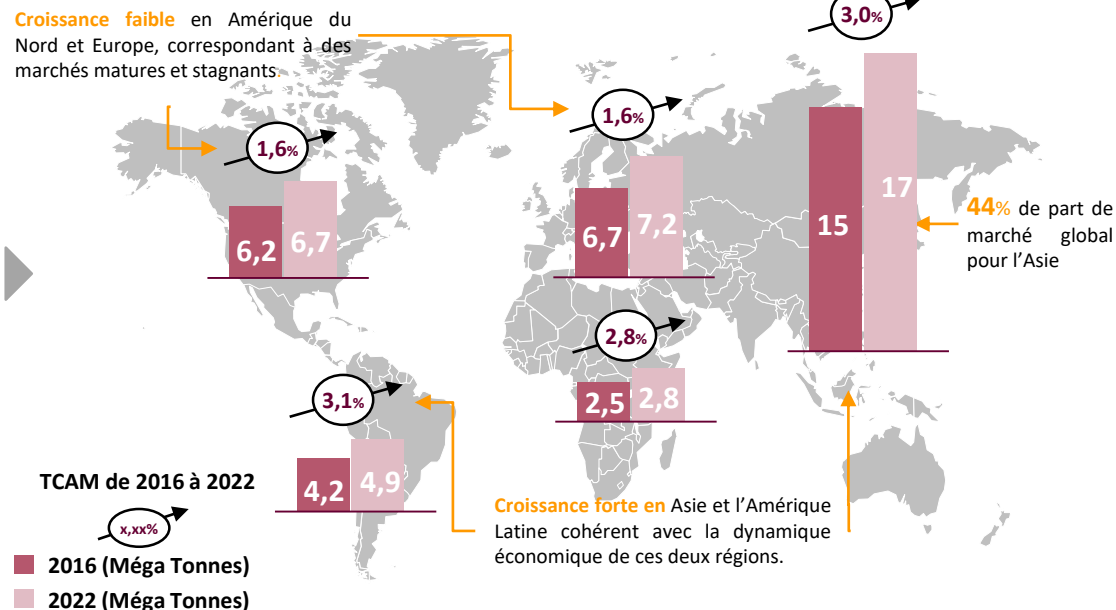 Croissance faible en Amérique du
Nord et Europe, correspondant à des
marchés matures et stagnants.
3,0%
1,6%
1,6%
6,2
6,7
6,7
7,2
15
17
44% de part de
marché global
pour l'Asie
2,8%
2,5
2,8
3,1%
4,2
4,9
Croissance forte en Asie et l'Amérique
Latine cohérent avec la dynamique
économique de ces deux régions.
TCAM de 2016 à 2022
x,xx%
2016 (Méga Tonnes)
2022 (Méga Tonnes)